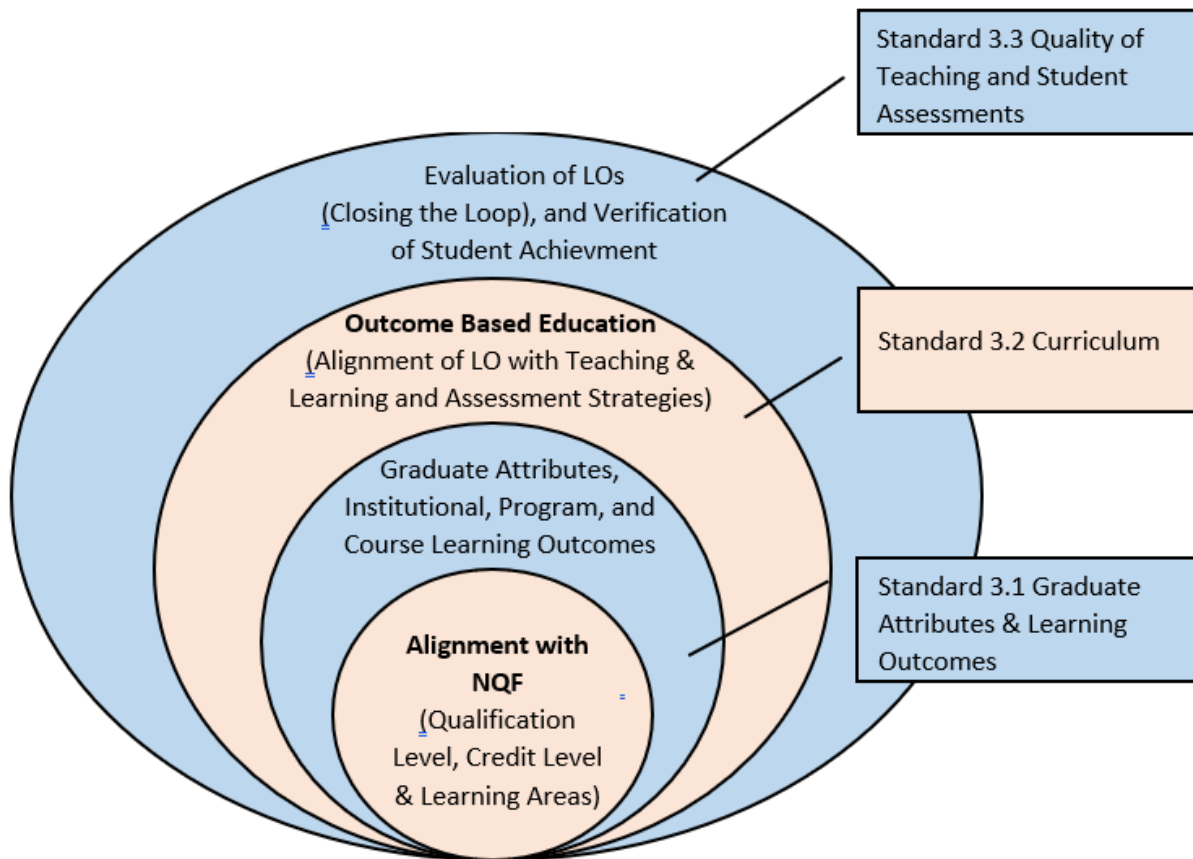 Standard 3.3 Quality of
Teaching and Student
Assessments
Evaluation of LOs
(Closing the Loop), and Verification
of Student Achievment
Outcome Based Education
(Alignment of LO with Teaching &
Learning and Assessment Strategies)
Standard 3.2 Curriculum
Graduate Attributes,
Institutional, Program, and
Course Learning Outcomes
Standard 3.1 Graduate
Attributes & Learning
Outcomes
Alignment with
NQF
(Qualification
Level, Credit Level
& Learning Areas)